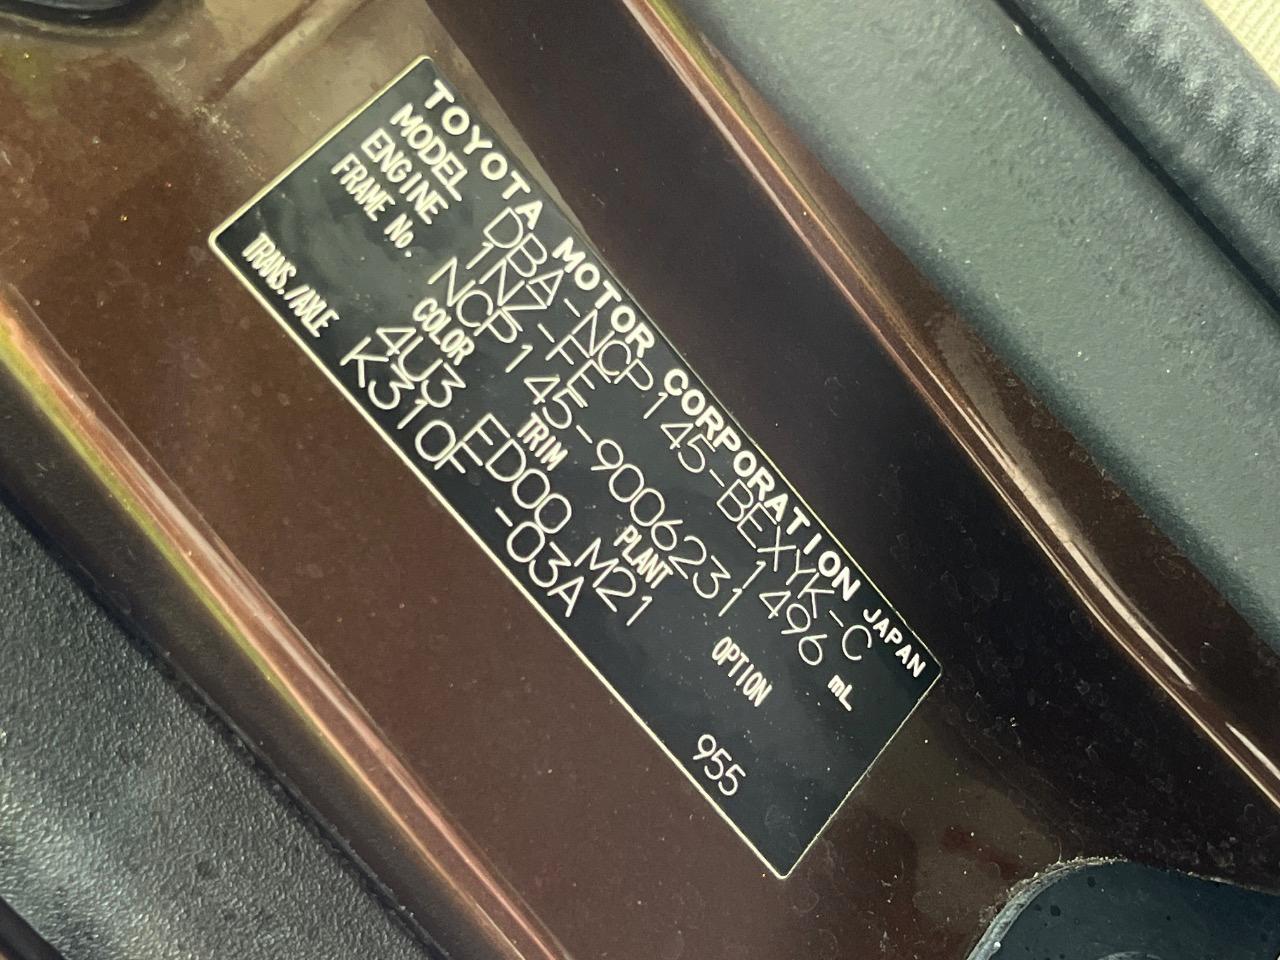 TOYOTA MOTOR CORPORATION JAPAN
MODEL DBA-NCP145-BEXYK-C
ENGINE 1NZ-FE 1496 mL
FRAME No. NCP145-9006231
COLOR TRIM PLANT OPTION
4U3 FD00 M21
TRANS./AXLE K310F -03A 955